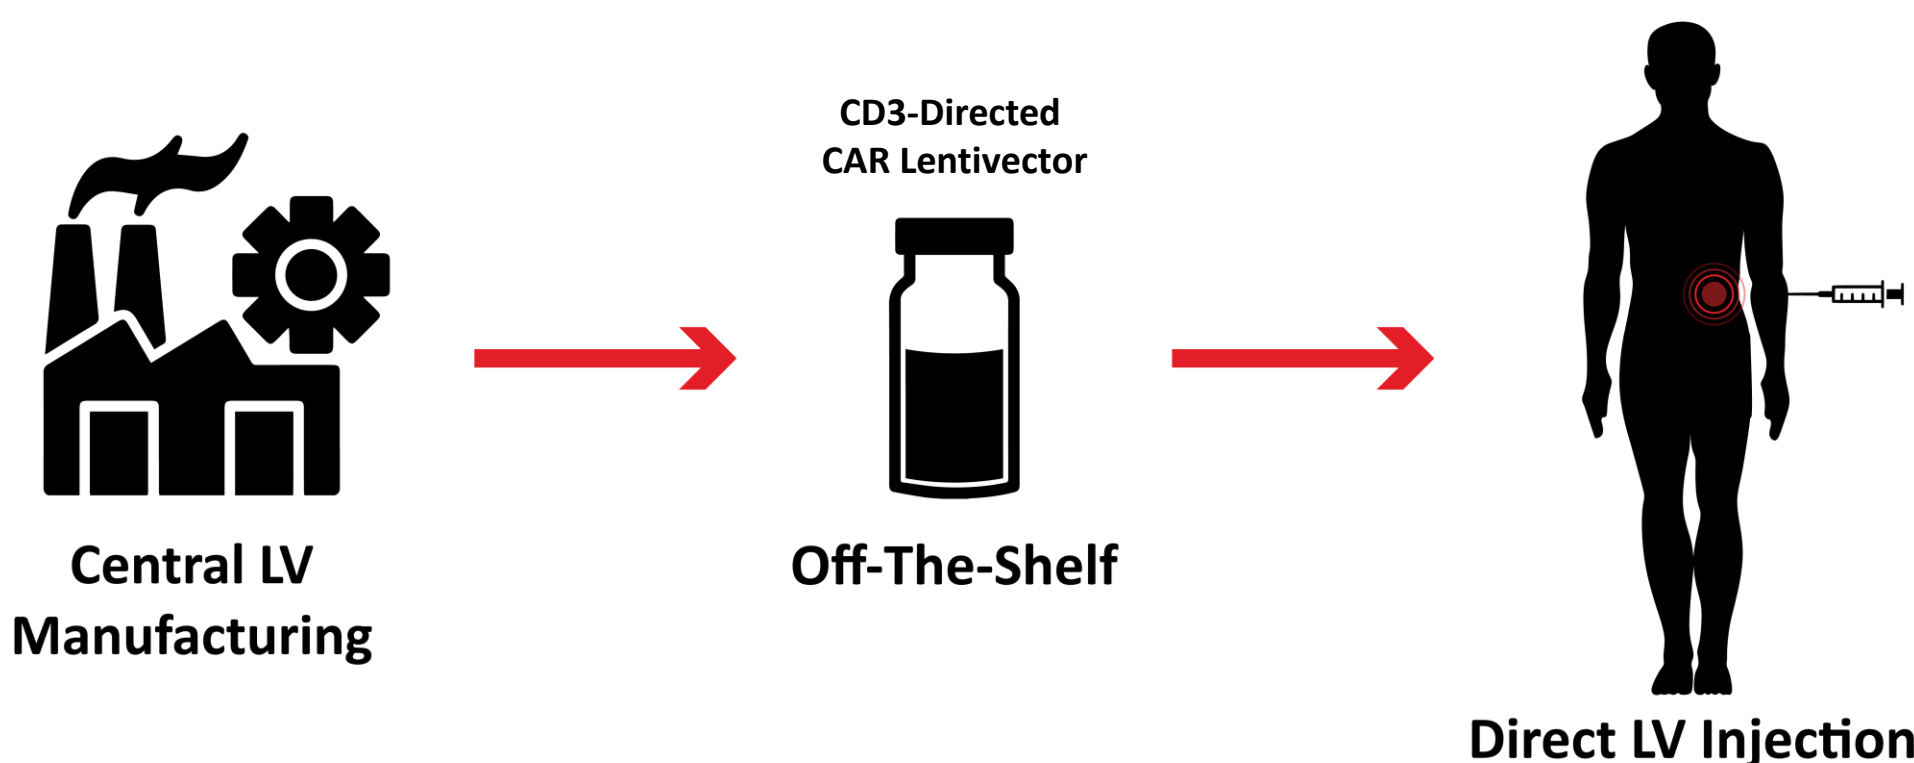 CD3-Directed
CAR Lentivector
Central LV
Manufacturing
Off-The-Shelf
Direct LV Injection